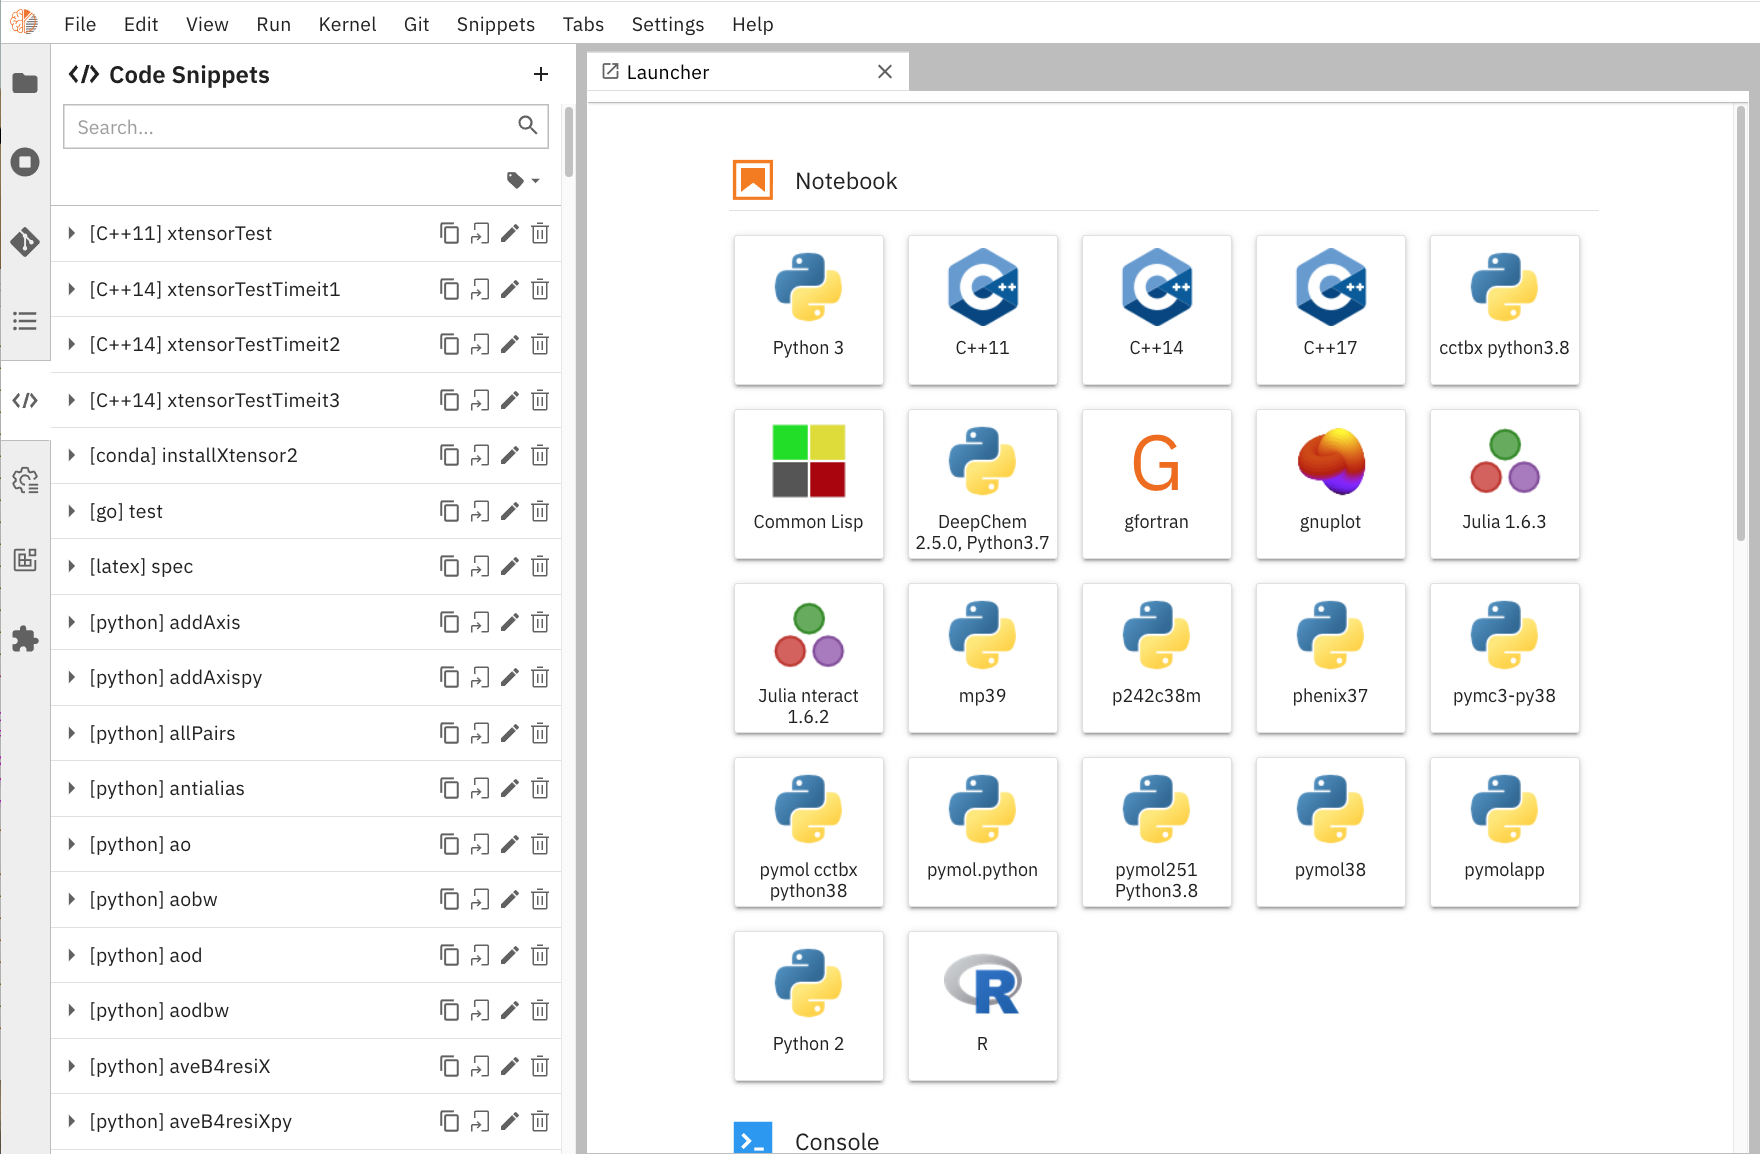 File Edit View Run Kernel Git Snippets Tabs Settings Help
</> Code Snippets +
Search...
[C++11] xtensorTest
[C++14] xtensorTestTimeit1
[C++14] xtensorTestTimeit2
[C++14] xtensorTestTimeit3
[conda] installXtensor2
[go] test
[latex] spec
[python] addAxis
[python] addAxispy
[python] allPairs
[python] antialias
[python] ao
[python] aobw
[python] aod
[python] aodbw
[python] aveB4resiX
[python] aveB4resiXpy
Launcher
Notebook
Python 3
C++11
C++14
C++17
cctbx python3.8
Common Lisp
DeepChem
2.5.0, Python3.7
G
gfortran
gnuplot
Julia 1.6.3
Julia nteract
1.6.2
mp39
p242c38m
phenix37
pymc3-py38
pymol cctbx
python38
pymol.python
pymol251
Python3.8
pymol38
pymolapp
Python 2
R
R
Console